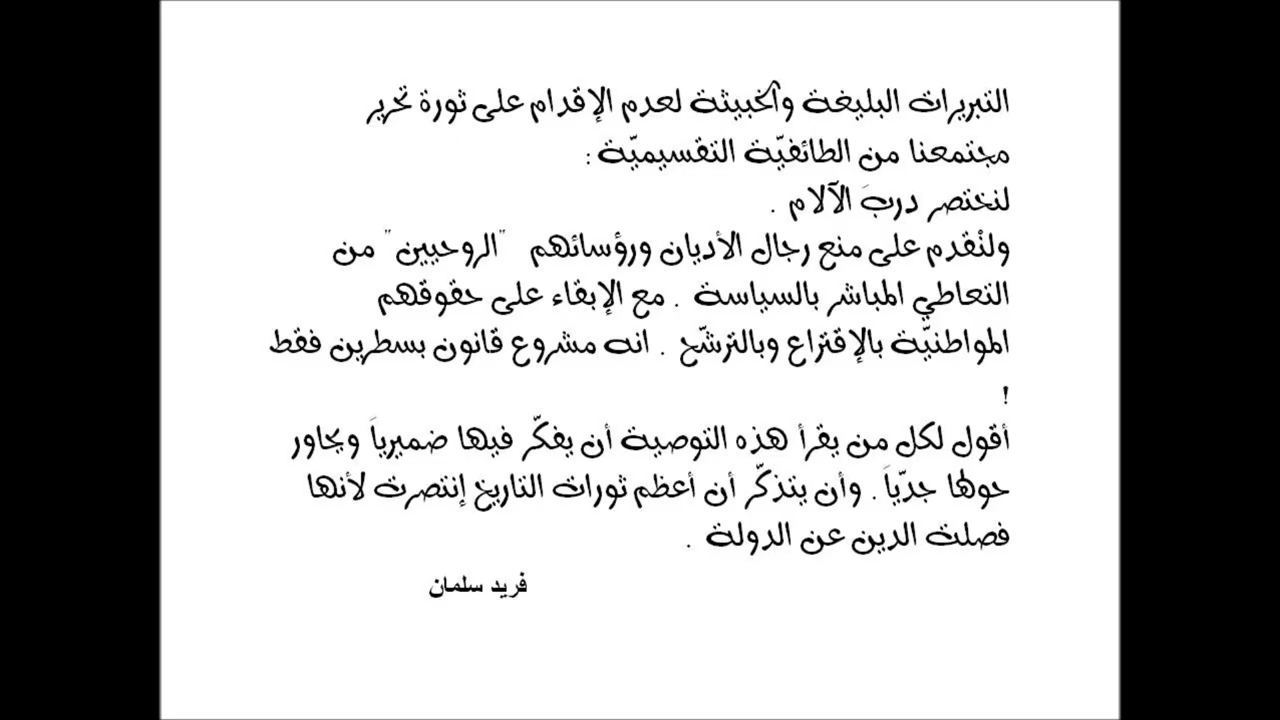 التبريرات البليغة والخبيثة لعدم الإقدام على ثورة تحرير
مجتمعنا من الطائفيّة التقسيميّة :
لنختصر دربَ الآلام .
ولنْقدم على منع رجال الأديان ورؤسائهم "الروحيين" من
التعاطي المباشر بالسياسة . مع الإبقاء على حقوقهم
المواطنيّة بالإقتراع وبالترشّح . انه مشروع قانون بسطرين فقط
!
أقول لكل من يقرأ هذه التوصية أن يفكّر فيها ضميرياَ ويحاور
حولها جدّياَ . وأن يتذكّر أن أعظم ثورات التاريخ إنتصرت لأنها
فصلت الدين عن الدولة .
فريد سلمان